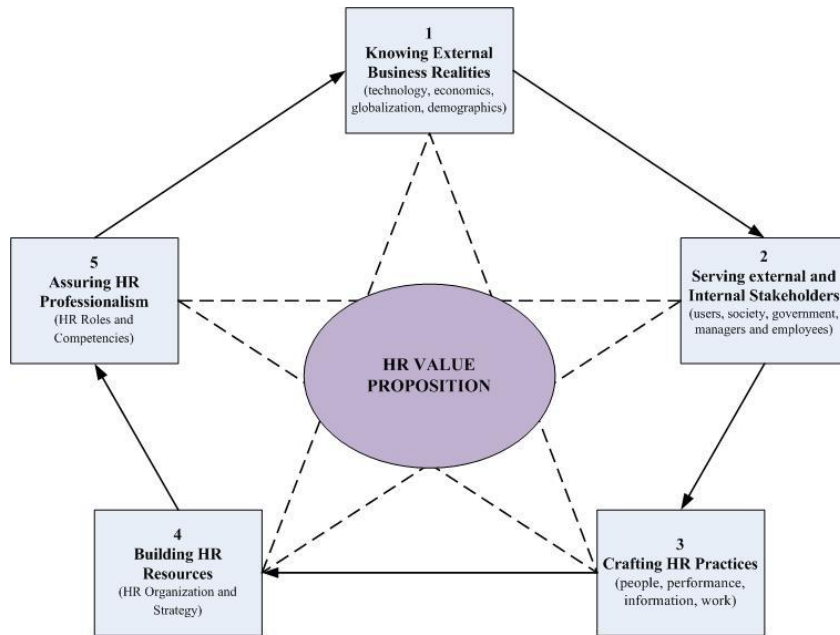 1
Knowing External
Business Realities
(technology, economics,
globalization, demographics)
2
Serving external and
Internal Stakeholders
(users, society, government,
managers and employees)
3
Crafting HR Practices
(people, performance,
information, work)
4
Building HR
Resources
(HR Organization and
Strategy)
5
Assuring HR
Professionalism
(HR Roles and
Competencies)
HR VALUE
PROPOSITION